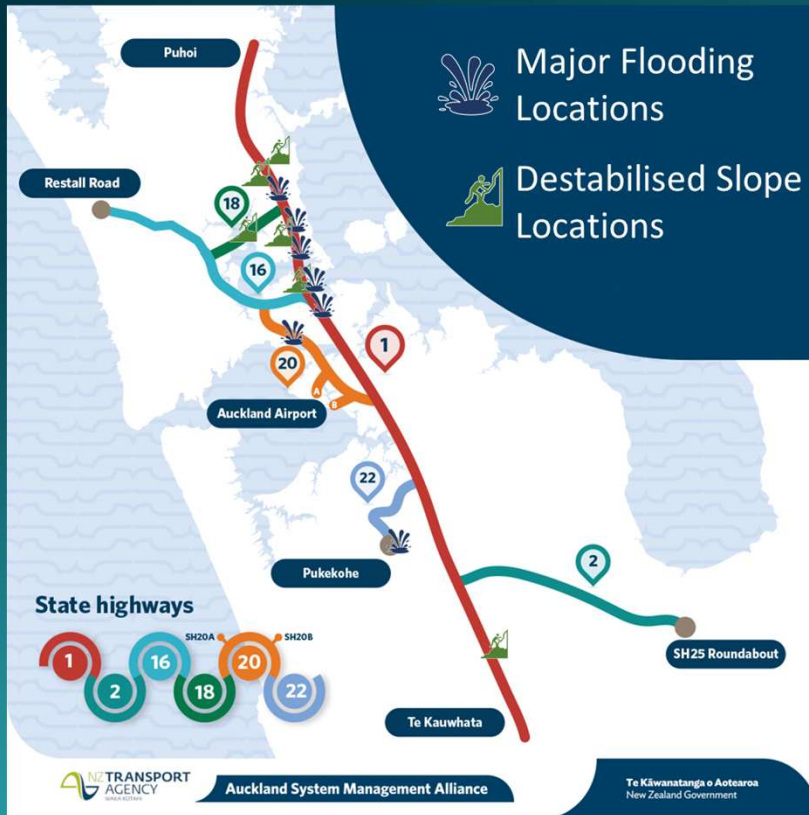 Puhoi
Major Flooding
Locations
Destabilised Slope
Locations
Restall Road
18
16
1
20
A
B
Auckland Airport
22
Pukekohe
2
SH25 Roundabout
Te Kauwhata
State highways
SH20A SH20B
1 16 20
2 18 22
NZ TRANSPORT
AGENCY
WAKA KOTAHI
Auckland System Management Alliance
Te Kāwanatanga o Aotearoa
New Zealand Government